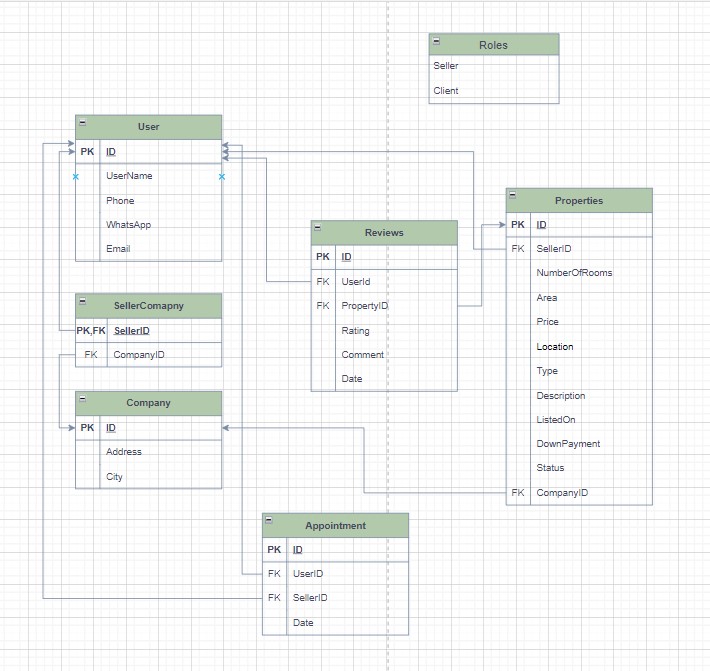 Roles
Seller
Client
User
PK ID
UserName
Phone
WhatsApp
Email
Properties
PK ID
FK SellerID
NumberOfRooms
Area
Price
Location
Type
Description
ListedOn
DownPayment
Status
FK CompanyID
Reviews
PK ID
FK UserId
FK PropertyID
Rating
Comment
Date
SellerComapny
PK,FK SellerID
FK CompanyID
Company
PK ID
Address
City
Appointment
PK ID
FK UserID
FK SellerID
Date